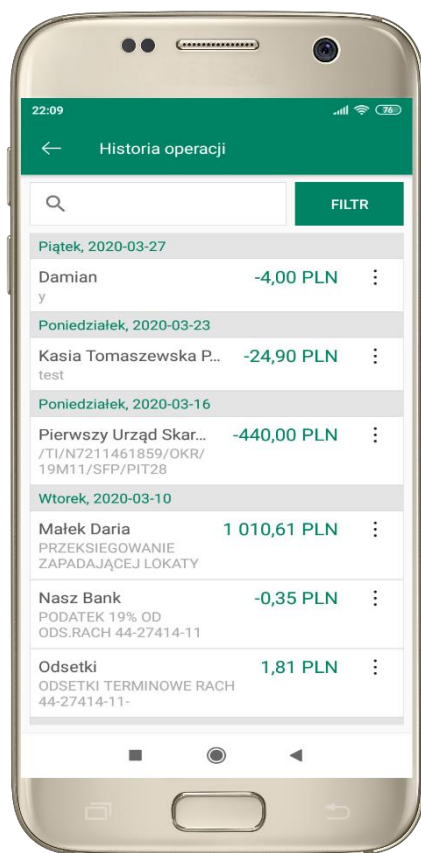 22:09
76
Historia operacji
FILTR
Piątek, 2020-03-27
Damian -4,00 PLN
y
Poniedziałek, 2020-03-23
Kasia Tomaszewska P... -24,90 PLN
test
Poniedziałek, 2020-03-16
Pierwszy Urząd Skar... -440,00 PLN
/TI/N7211461859/OKR/
19M11/SFP/PIT28
Wtorek, 2020-03-10
Małek Daria 1 010,61 PLN
PRZEKSIEGOWANIE
ZAPADAJĄCEJ LOKATY
Nasz Bank -0,35 PLN
PODATEK 19% OD
ODS.RACH 44-27414-11
Odsetki 1,81 PLN
ODSETKI TERMINOWE RACH
44-27414-11-